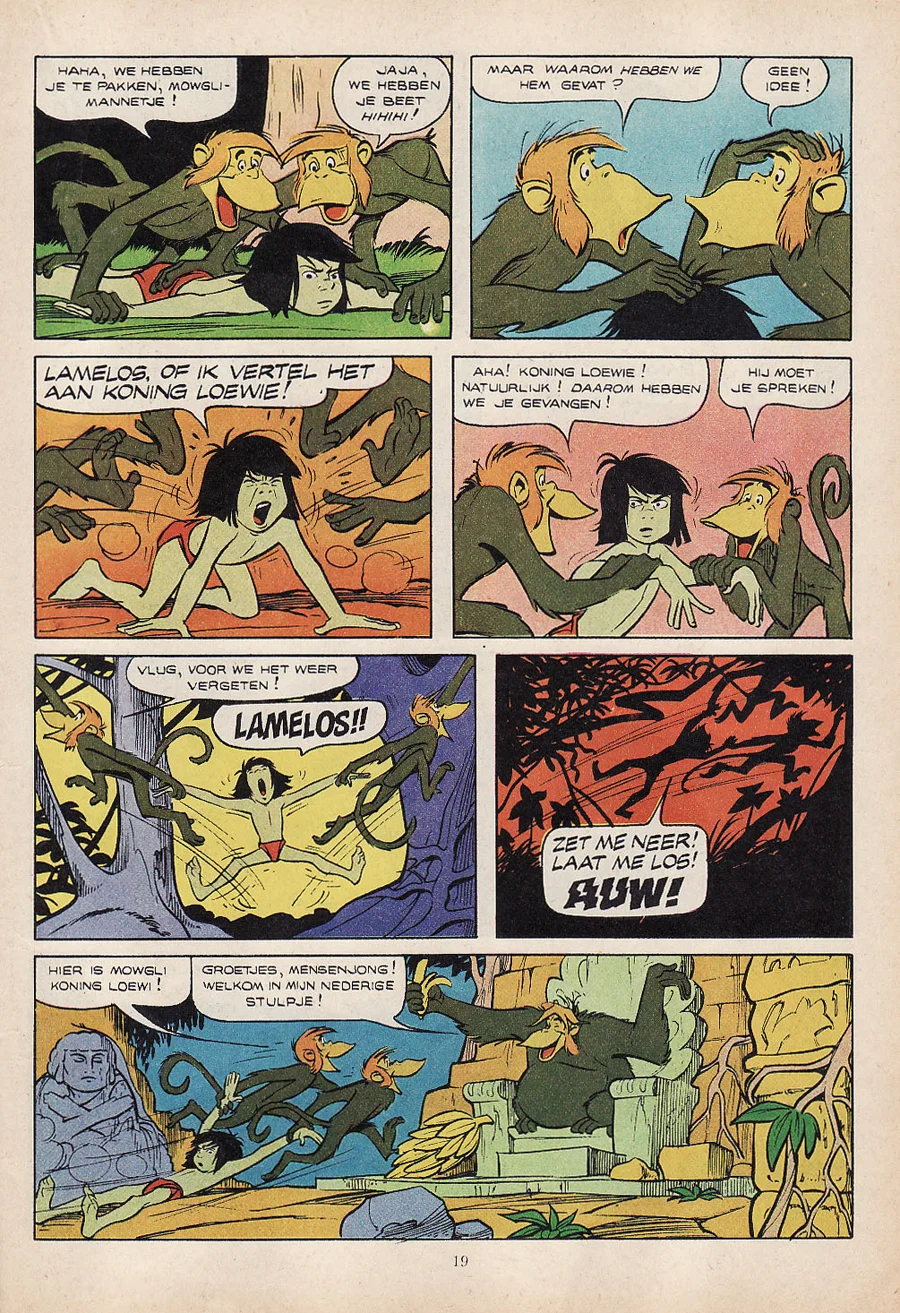 HAHA, WE HEBBEN
JE TE PAKKEN, MOWGLI-
MANNETJE!
JAJA,
WE HEBBEN
JE BEET
HIHIHI!
MAAR WAAROM HEBBEN WE
HEM GEVAT?
GEEN
IDEE!
LAMELOS, OF IK VERTEL HET
AAN KONING LOEWIE!
AHA! KONING LOEWIE!
NATUURLIJK! DAAROM HEBBEN
WE JE GEVANGEN!
HIJ MOET
JE SPREKEN!
VLUG, VOOR WE HET WEER
VERGETEN!
LAMELOS!!
ZET ME NEER!
LAAT ME LOS!
AUW!
HIER IS MOWGLI
KONING LOEWI!
GROETJES, MENSENJONG!
WELKOM IN MIJN NEDERIGE
STULPJE!
19